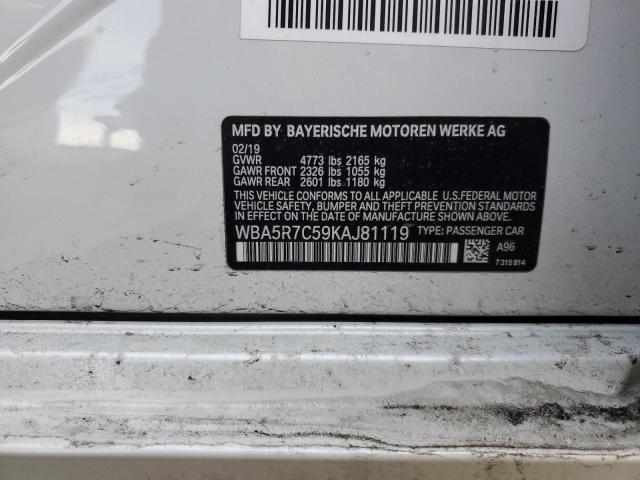 MFD BY BAYERISCHE MOTOREN WERKE AG
02/19
GVWR 4773 lbs 2165 kg
GAWR FRONT 2326 lbs 1055 kg
GAWR REAR 2601 lbs 1180 kg
THIS VEHICLE CONFORMS TO ALL APPLICABLE U.S.FEDERAL MOTOR
VEHICLE SAFETY, BUMPER AND THEFT PREVENTION STANDARDS
IN EFFECT ON THE DATE OF MANUFACTURE SHOWN ABOVE.
WBA5R7C59KAJ81119 TYPE: PASSENGER CAR
A96
7315814